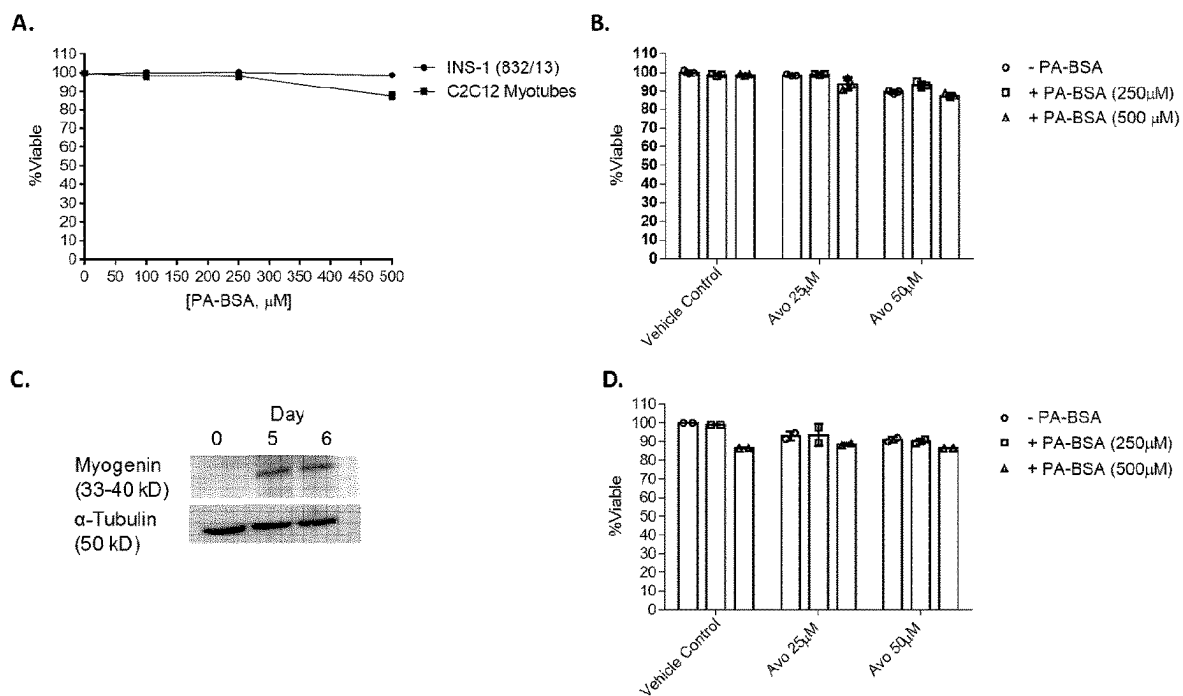 A.
110
100
90
80
70
60
50
40
30
20
10
0
%Viable
0 50 100 150 200 250 300 350 400 450 500
[PA-BSA, μM]
INS-1 (832/13)
C2C12 Myotubes
B.
110
100
90
80
70
60
50
40
30
20
10
0
%Viable
Vehicle Control
Avo 25μM
Avo 50μM
- PA-BSA
+ PA-BSA (250μM)
+ PA-BSA (500 μM)
C.
Day
0 5 6
Myogenin
(33-40 kD)
α-Tubulin
(50 kD)
D.
110
100
90
80
70
60
50
40
30
20
10
0
%Viable
Vehicle Control
Avo 25μM
Avo 50μM
- PA-BSA
+ PA-BSA (250μM)
+ PA-BSA (500μM)